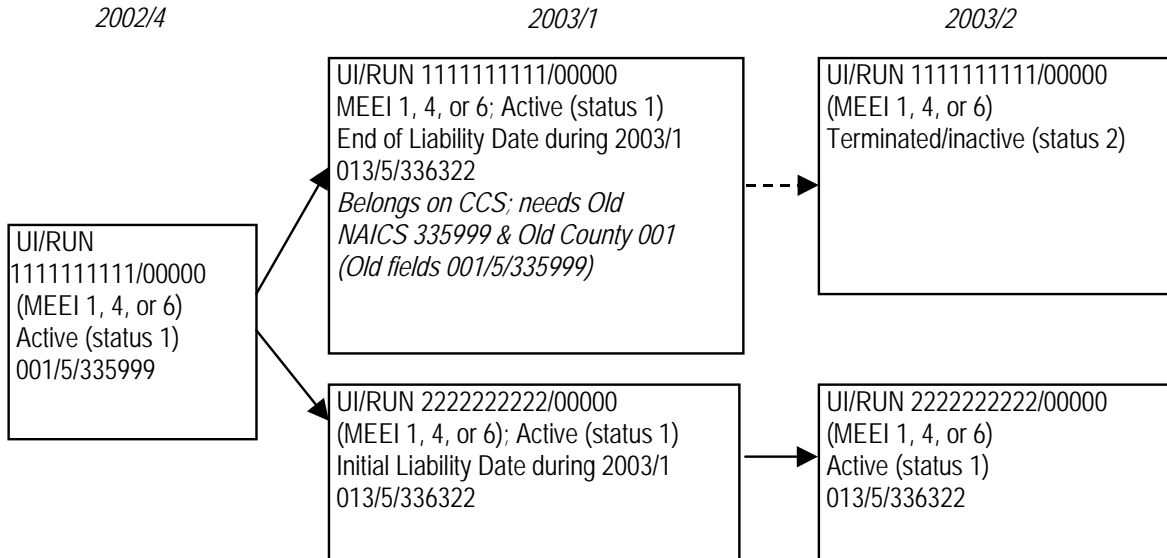 2002/4
2003/1
2003/2
UI/RUN
1111111111/00000
(MEEI 1, 4, or 6)
Active (status 1)
001/5/335999
UI/RUN 1111111111/00000
MEEI 1, 4, or 6; Active (status 1)
End of Liability Date during 2003/1
013/5/336322
Belongs on CCS; needs Old
NAICS 335999 & Old County 001
(Old fields 001/5/335999)
UI/RUN 1111111111/00000
(MEEI 1, 4, or 6)
Terminated/inactive (status 2)
UI/RUN 2222222222/00000
(MEEI 1, 4, or 6); Active (status 1)
Initial Liability Date during 2003/1
013/5/336322
UI/RUN 2222222222/00000
(MEEI 1, 4, or 6)
Active (status 1)
013/5/336322